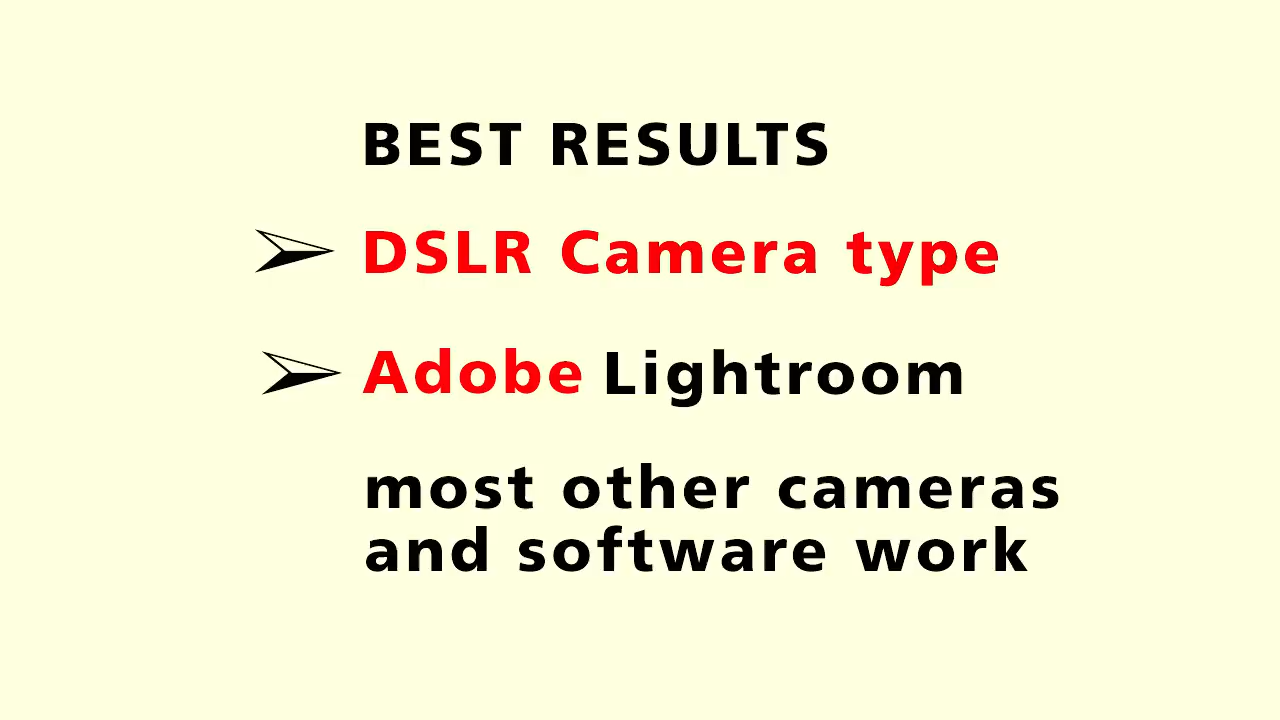 BEST RESULTS
➢ DSLR Camera type
➢ Adobe Lightroom
most other cameras
and software work